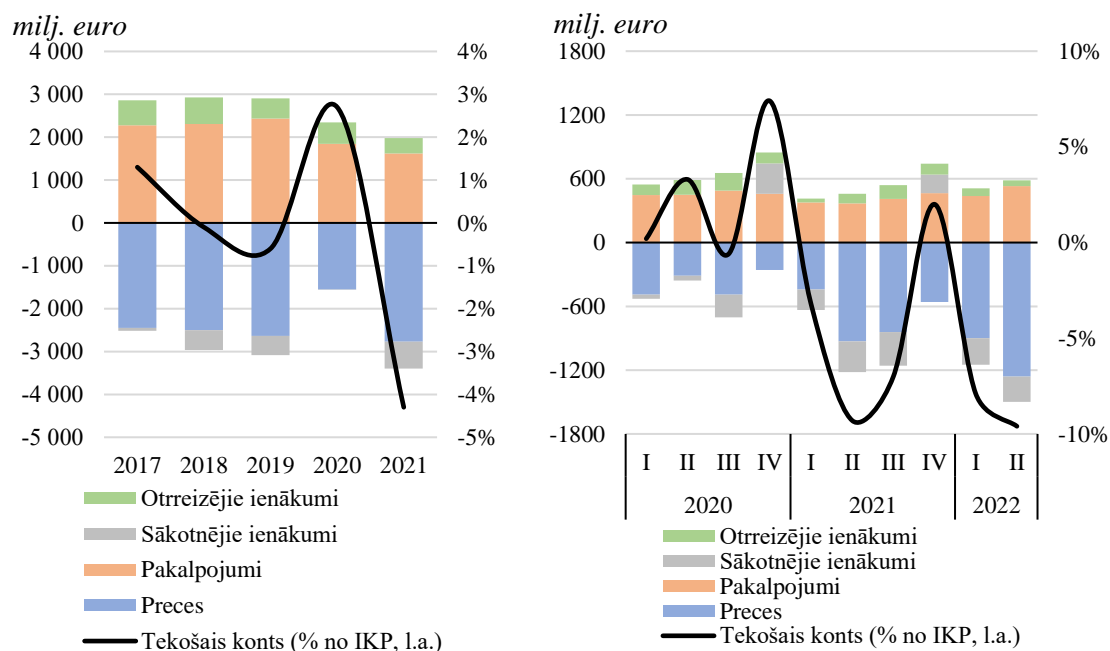 milj. euro
4 000
3 000
2 000
1 000
0
-1 000
-2 000
-3 000
-4 000
-5 000
4%
3%
2%
1%
0%
-1%
-2%
-3%
-4%
-5%
2017 2018 2019 2020 2021
Otrreizējie ienākumi
Sākotnējie ienākumi
Pakalpojumi
Preces
Tekošais konts (% no IKP, l.a.)
milj. euro
1800
1200
600
0
-600
-1200
-1800
10%
5%
0%
-5%
-10%
I II III IV I II III IV I II
2020 2021 2022
Otrreizējie ienākumi
Sākotnējie ienākumi
Pakalpojumi
Preces
Tekošais konts (% no IKP, l.a.)